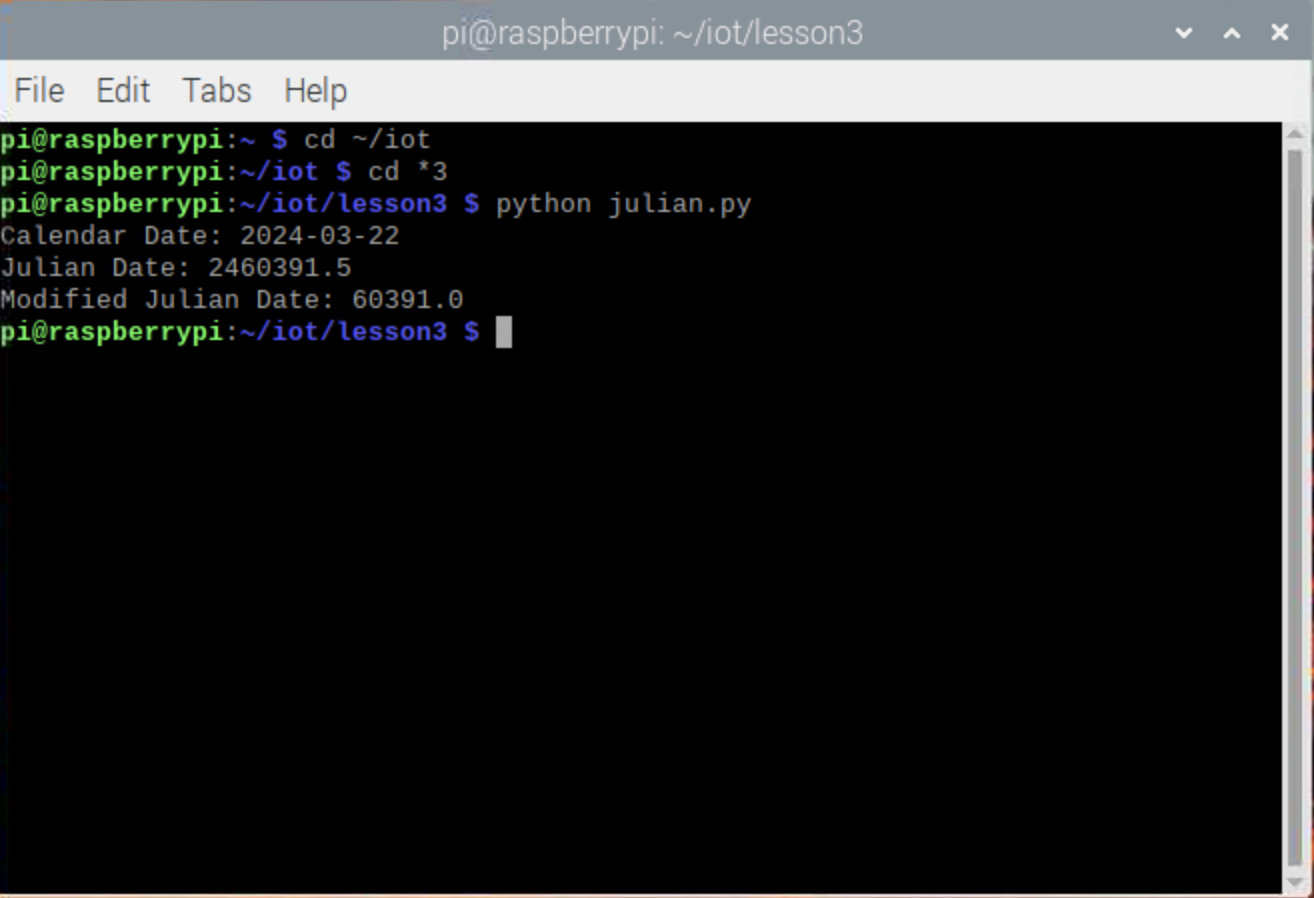 pi@raspberrypi: ~/iot/lesson3
File Edit Tabs Help
pi@raspberrypi:~ $ cd ~/iot
pi@raspberrypi:~/iot $ cd *3
pi@raspberrypi:~/iot/lesson3 $ python julian.py
Calendar Date: 2024-03-22
Julian Date: 2460391.5
Modified Julian Date: 60391.0
pi@raspberrypi:~/iot/lesson3 $